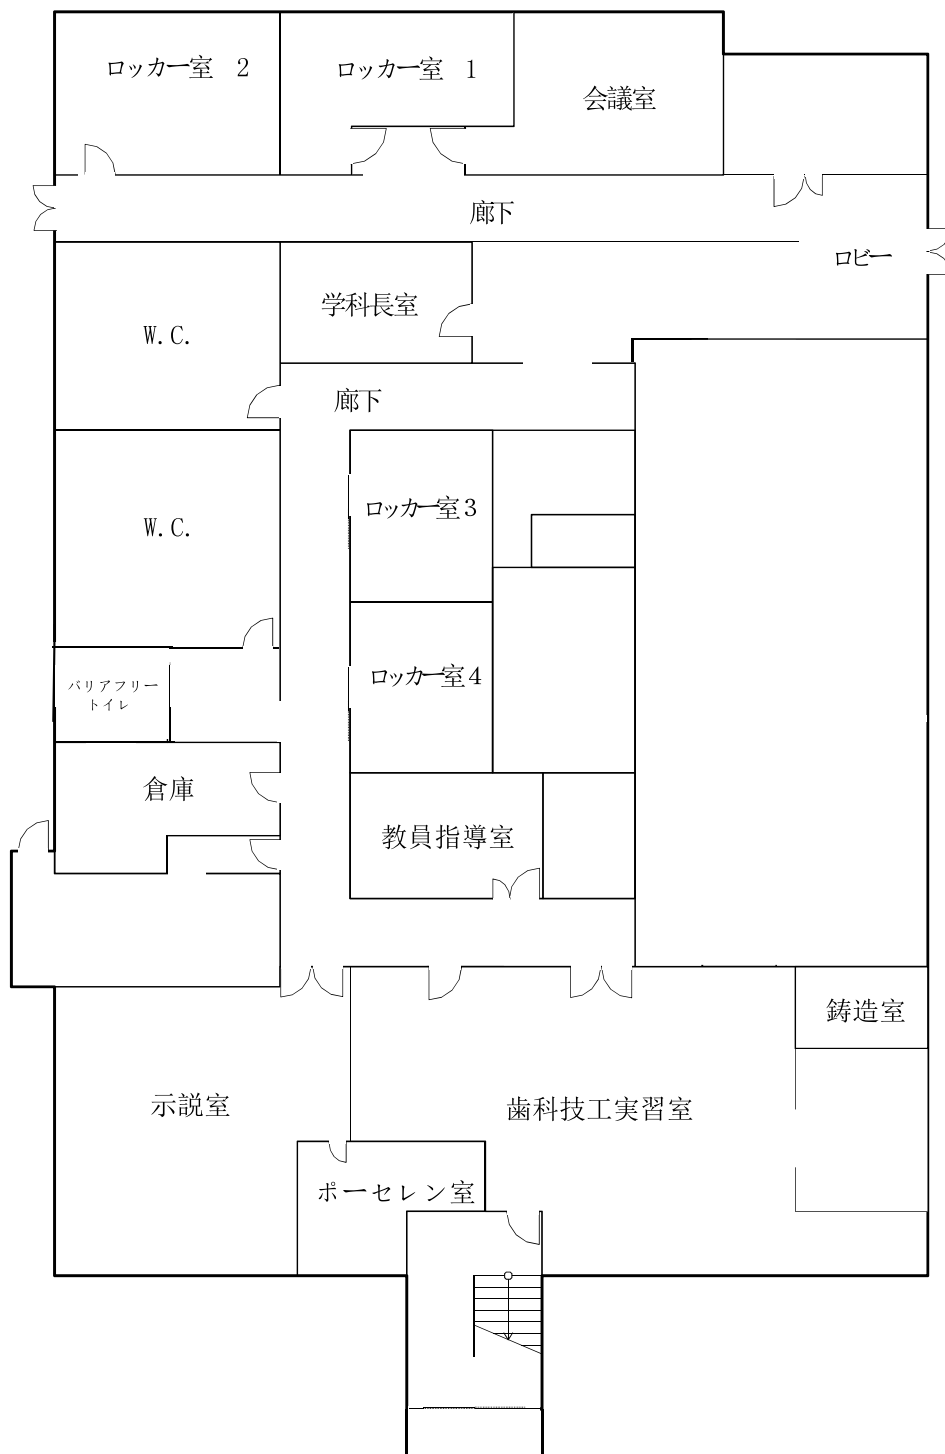 ロッカー室 2
ロッカー室 1
会議室
廊下
ロビー
学科長室
W.C.
廊下
ロッカー室3
W.C.
ロッカー室4
バリアフリー
トイレ
倉庫
教員指導室
鋳造室
示説室
歯科技工実習室
ポーセレン室